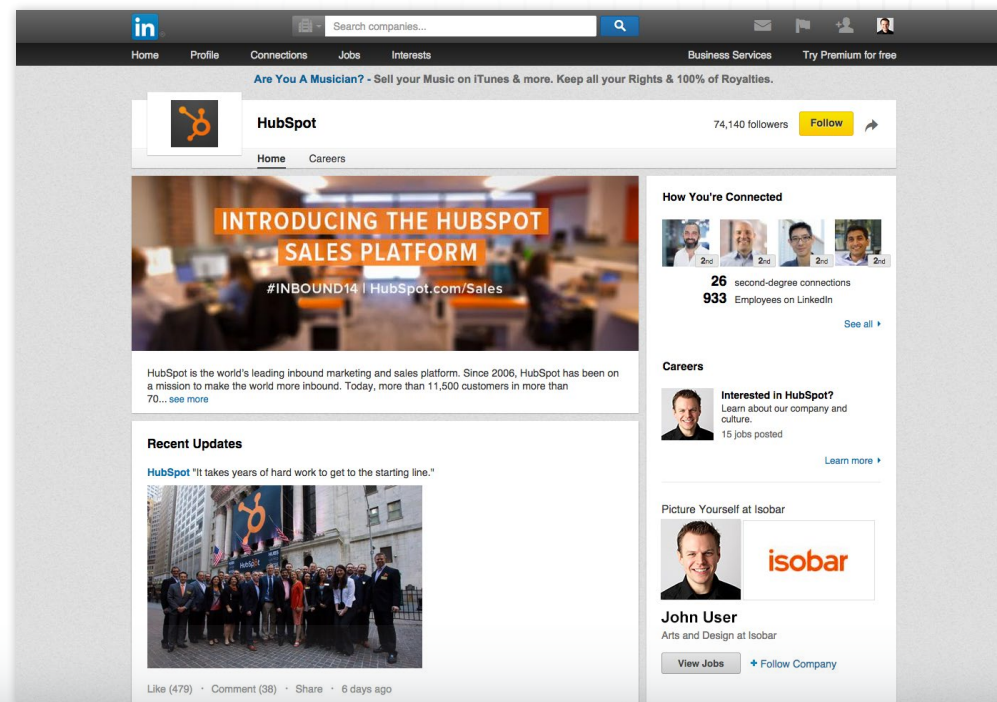 in
Search companies...
Home Profile Connections Jobs Interests Business Services Try Premium for free
Are You A Musician? - Sell your Music on iTunes & more. Keep all your Rights & 100% of Royalties.
HubSpot
74,140 followers Follow
Home Careers
INTRODUCING THE HUBSPOT
SALES PLATFORM
#INBOUND14 | HubSpot.com/Sales
HubSpot is the world's leading inbound marketing and sales platform. Since 2006, HubSpot has been on
a mission to make the world more inbound. Today, more than 11,500 customers in more than
70... see more
Recent Updates
HubSpot "It takes years of hard work to get to the starting line."
HubSpot
Like (479) · Comment (38) · Share · 6 days ago
How You're Connected
2nd 2nd 2nd 2nd
26 second-degree connections
933 Employees on LinkedIn
See all
Careers
Interested in HubSpot?
Learn about our company and
culture.
15 jobs posted
Learn more
Picture Yourself at Isobar
isobar
John User
Arts and Design at Isobar
View Jobs + Follow Company